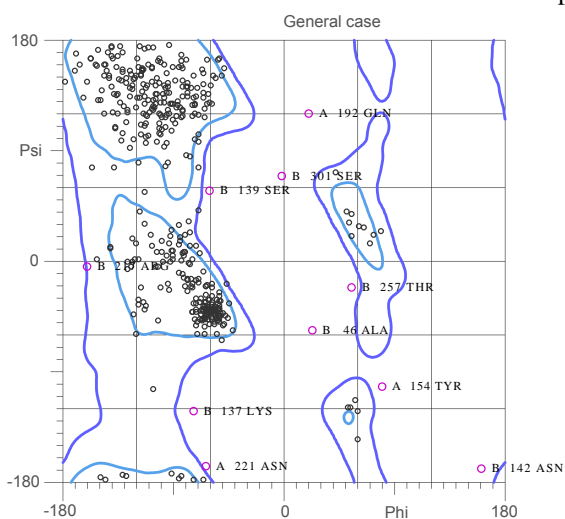 General case
180
A 192 GLN
Psi
B 301 SER
B 139 SER
0
B ARG
B 257 THR
B 46 ALA
A 154 TYR
B 137 LYS
A 221 ASN
B 142 ASN
-180
-180
0
Phi
180